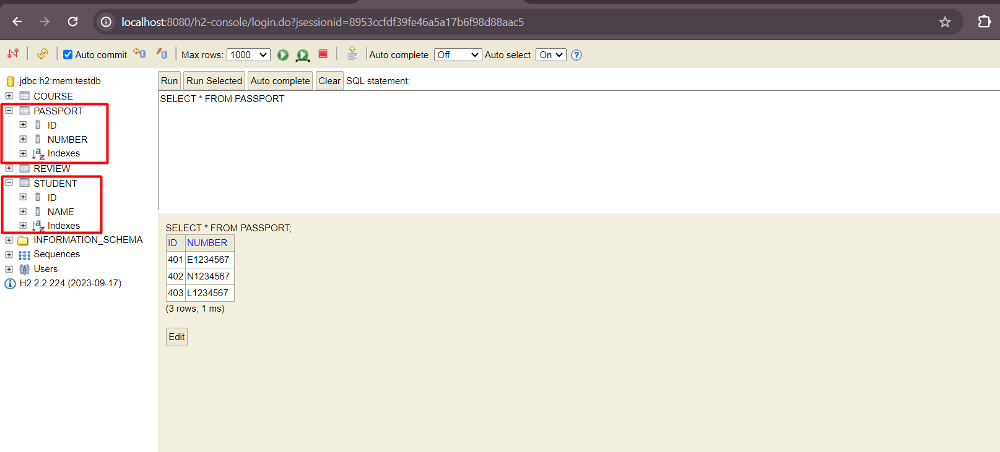 localhost:8080/h2-console/login.do?jsessionid=8953ccfdf39fe46a5a17b6f98d88aac5
Auto commit Max rows: 1000 Auto complete Off Auto select On ?
jdbc:h2:mem:testdb
COURSE
PASSPORT
ID
NUMBER
Indexes
REVIEW
STUDENT
ID
NAME
Indexes
INFORMATION_SCHEMA
Sequences
Users
H2 2.2.224 (2023-09-17)
Run Run Selected Auto complete Clear SQL statement:
SELECT * FROM PASSPORT
SELECT * FROM PASSPORT;
ID NUMBER
401 E1234567
402 N1234567
403 L1234567
(3 rows, 1 ms)
Edit